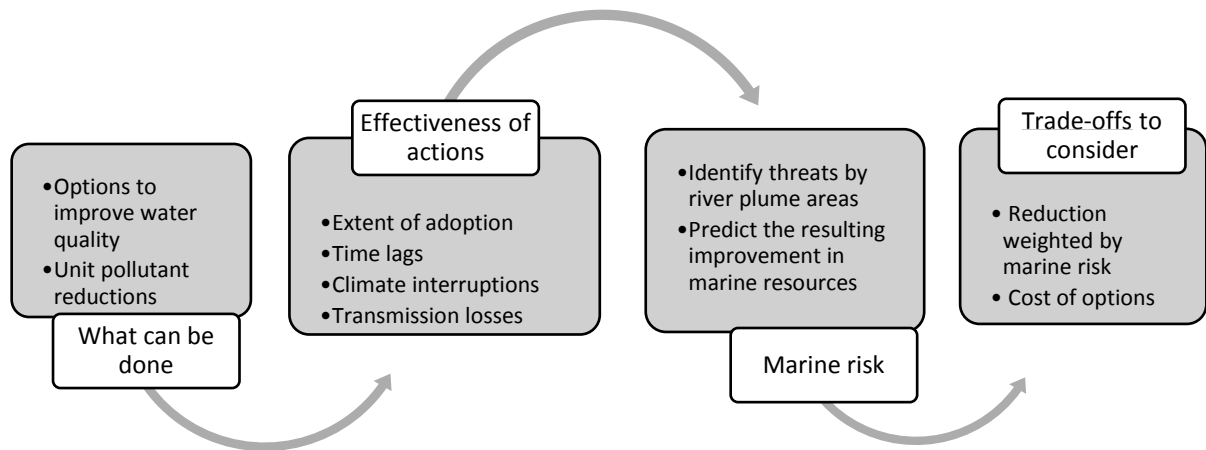 •Options to
improve water
quality
•Unit pollutant
reductions
What can be
done
Effectiveness of
actions
•Extent of adoption
•Time lags
•Climate interruptions
•Transmission losses
•Identify threats by
river plume areas
•Predict the resulting
improvement in
marine resources
Marine risk
Trade-offs to
consider
• Reduction
weighted by
marine risk
• Cost of options